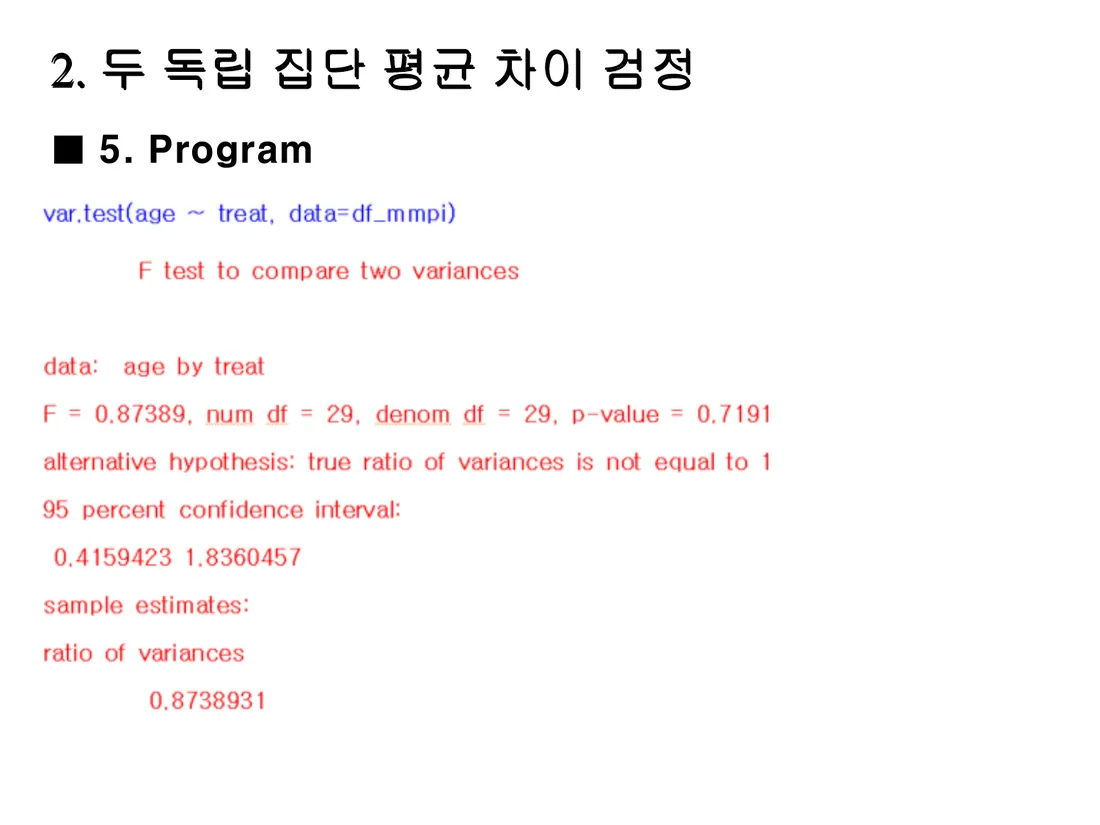 2. 두 독립 집단 평균 차이 검정
■ 5. Program
var.test(age ~ treat, data=df_mmpi)
F test to compare two variances
data: age by treat
F = 0.87389, num df = 29, denom df = 29, p-value = 0.7191
alternative hypothesis: true ratio of variances is not equal to 1
95 percent confidence interval:
0.4159423 1.8360457
sample estimates:
ratio of variances
0.8738931